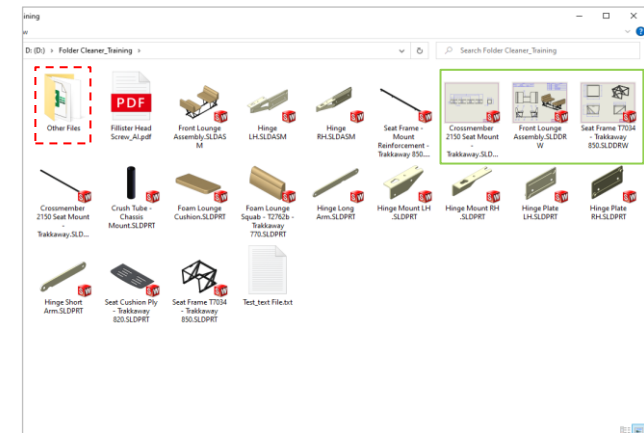 ining
w
D: (D:) › Folder Cleaner_Training ›
Search Folder Cleaner_Training
PDF
Other Files
Fillister Head
Screw_AI.pdf
Front Lounge
Assembly.SLDAS
M
Hinge
LH.SLDASM
Hinge
RH.SLDASM
Seat Frame -
Mount
Reinforcement -
Trakkaway 850....
Crossmember
2150 Seat Mount
-
Trakkaway.SLD...
Front Lounge
Assembly.SLDDR
W
Seat Frame T7034
- Trakkaway
850.SLDDRW
Crossmember
2150 Seat Mount
-
Trakkaway.SLD...
Crush Tube -
Chassis
Mount.SLDPRT
Foam Lounge
Cushion.SLDPRT
Foam Lounge
Squab - T2762b -
Trakkaway
770.SLDPRT
Hinge Long
Arm.SLDPRT
Hinge Mount LH
.SLDPRT
Hinge Mount RH
.SLDPRT
Hinge Plate
LH.SLDPRT
Hinge Plate
RH.SLDPRT
Hinge Short
Arm.SLDPRT
Seat Cushion Ply
- Trakkaway
820.SLDPRT
Seat Frame T7034
- Trakkaway
850.SLDPRT
Test_text File.txt